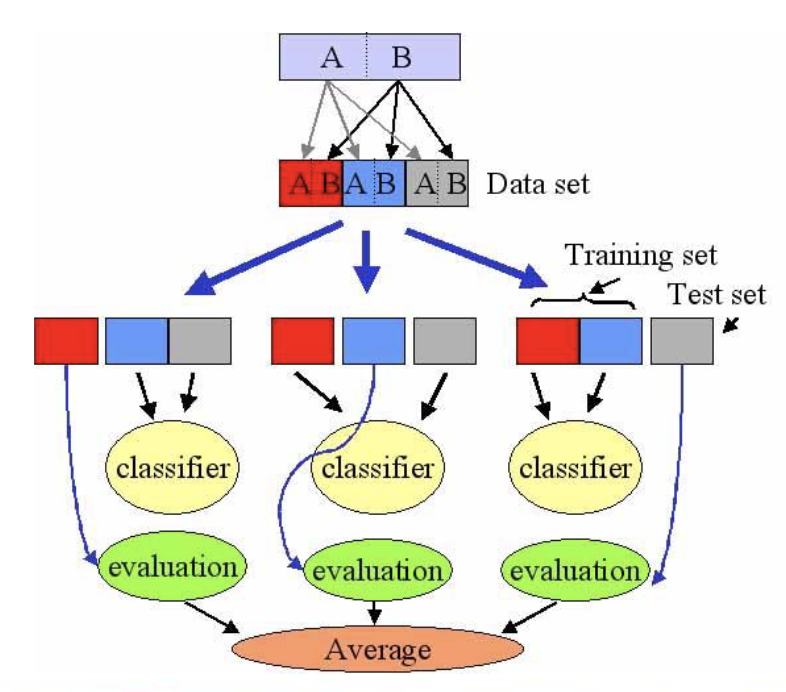 A B
A B A B A B Data set
Training set
Test set
classifier classifier classifier
evaluation evaluation evaluation
Average